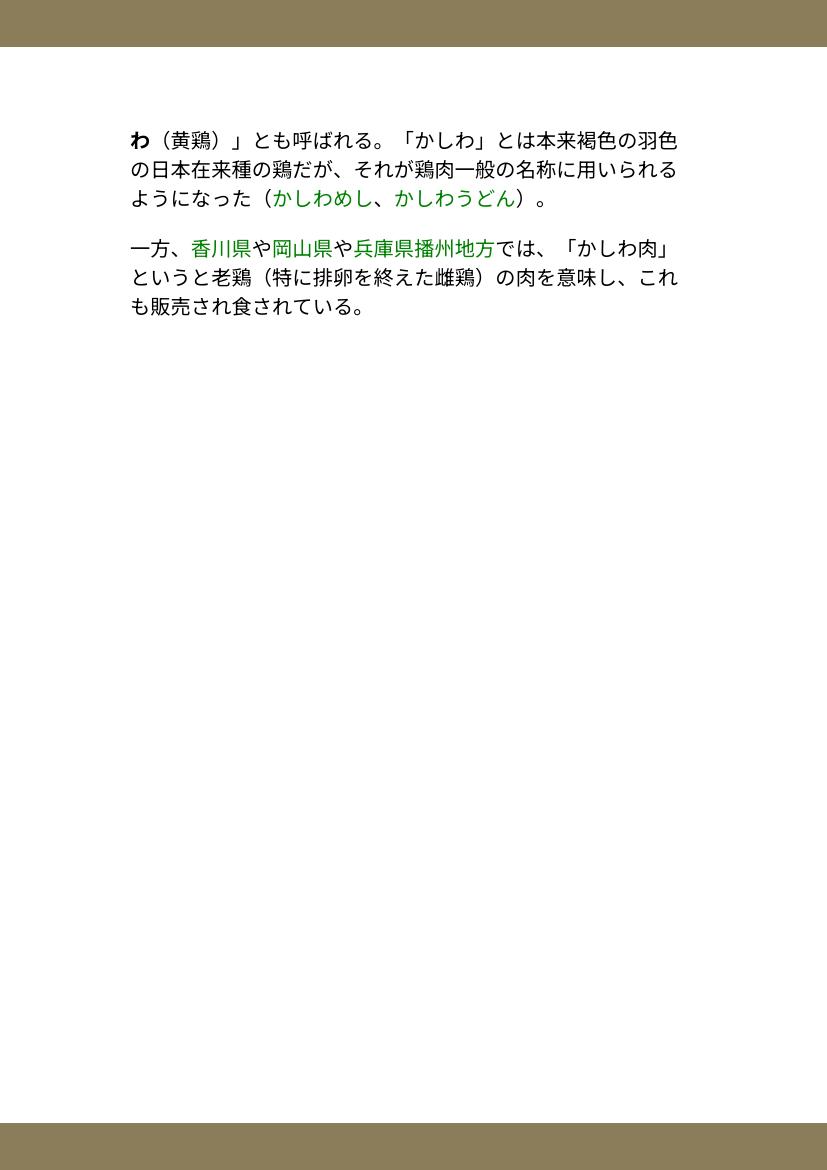 わ（黄鶏）」とも呼ばれる。「かしわ」とは本来褐色の羽色
の日本在来種の鶏だが、それが鶏肉一般の名称に用いられる
ようになった（かしわめし、かしわうどん）。
一方、香川県や岡山県や兵庫県播州地方では、「かしわ肉」
というと老鶏（特に排卵を終えた雌鶏）の肉を意味し、これ
も販売され食されている。